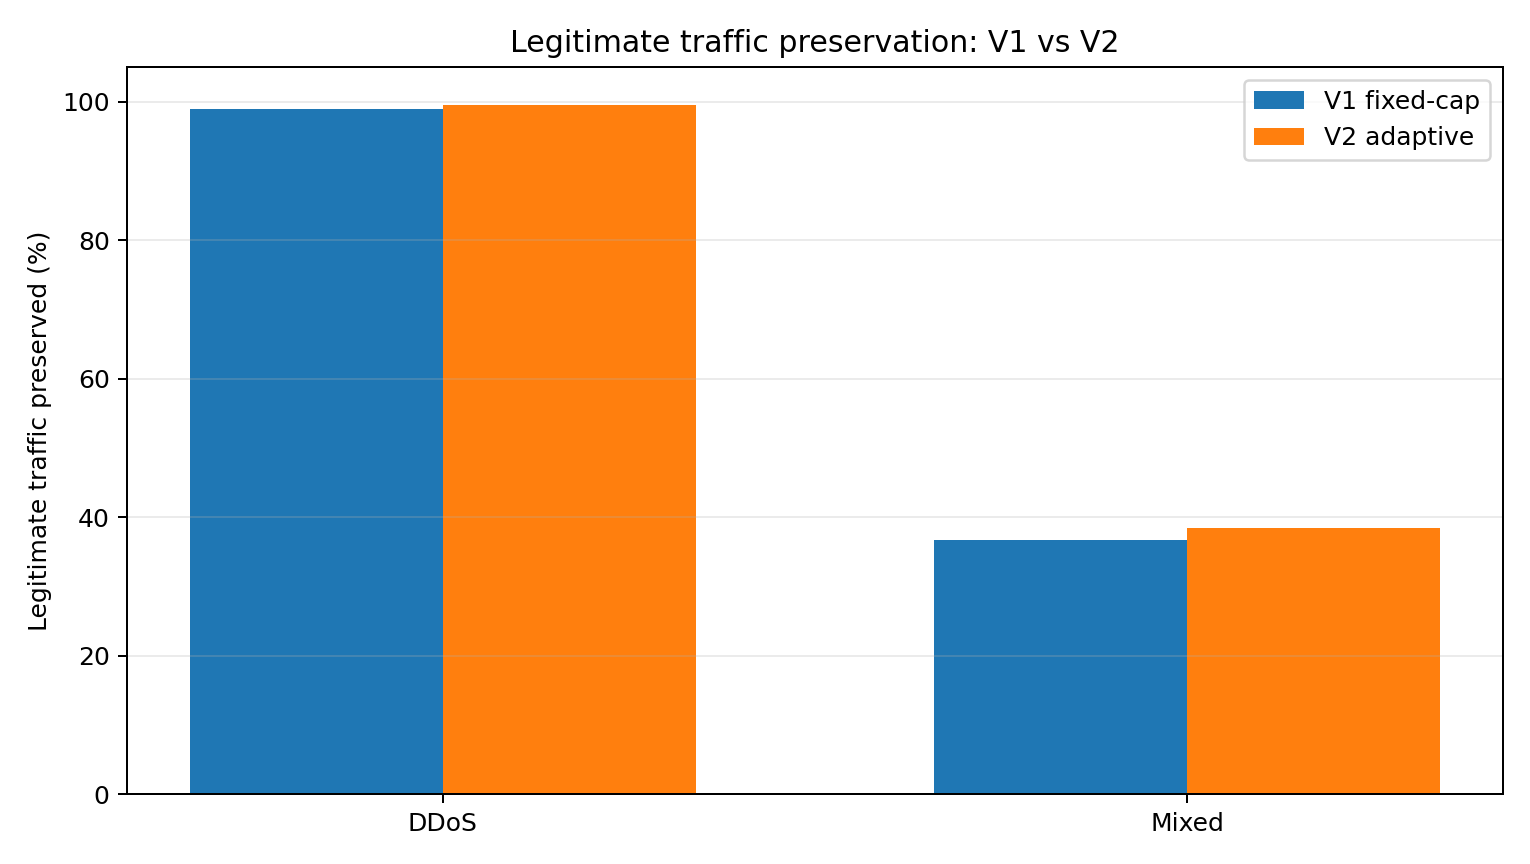 Legitimate traffic preservation: V1 vs V2
V1 fixed-cap
V2 adaptive
Legitimate traffic preserved (%)
100
80
60
40
20
0
DDoS
Mixed